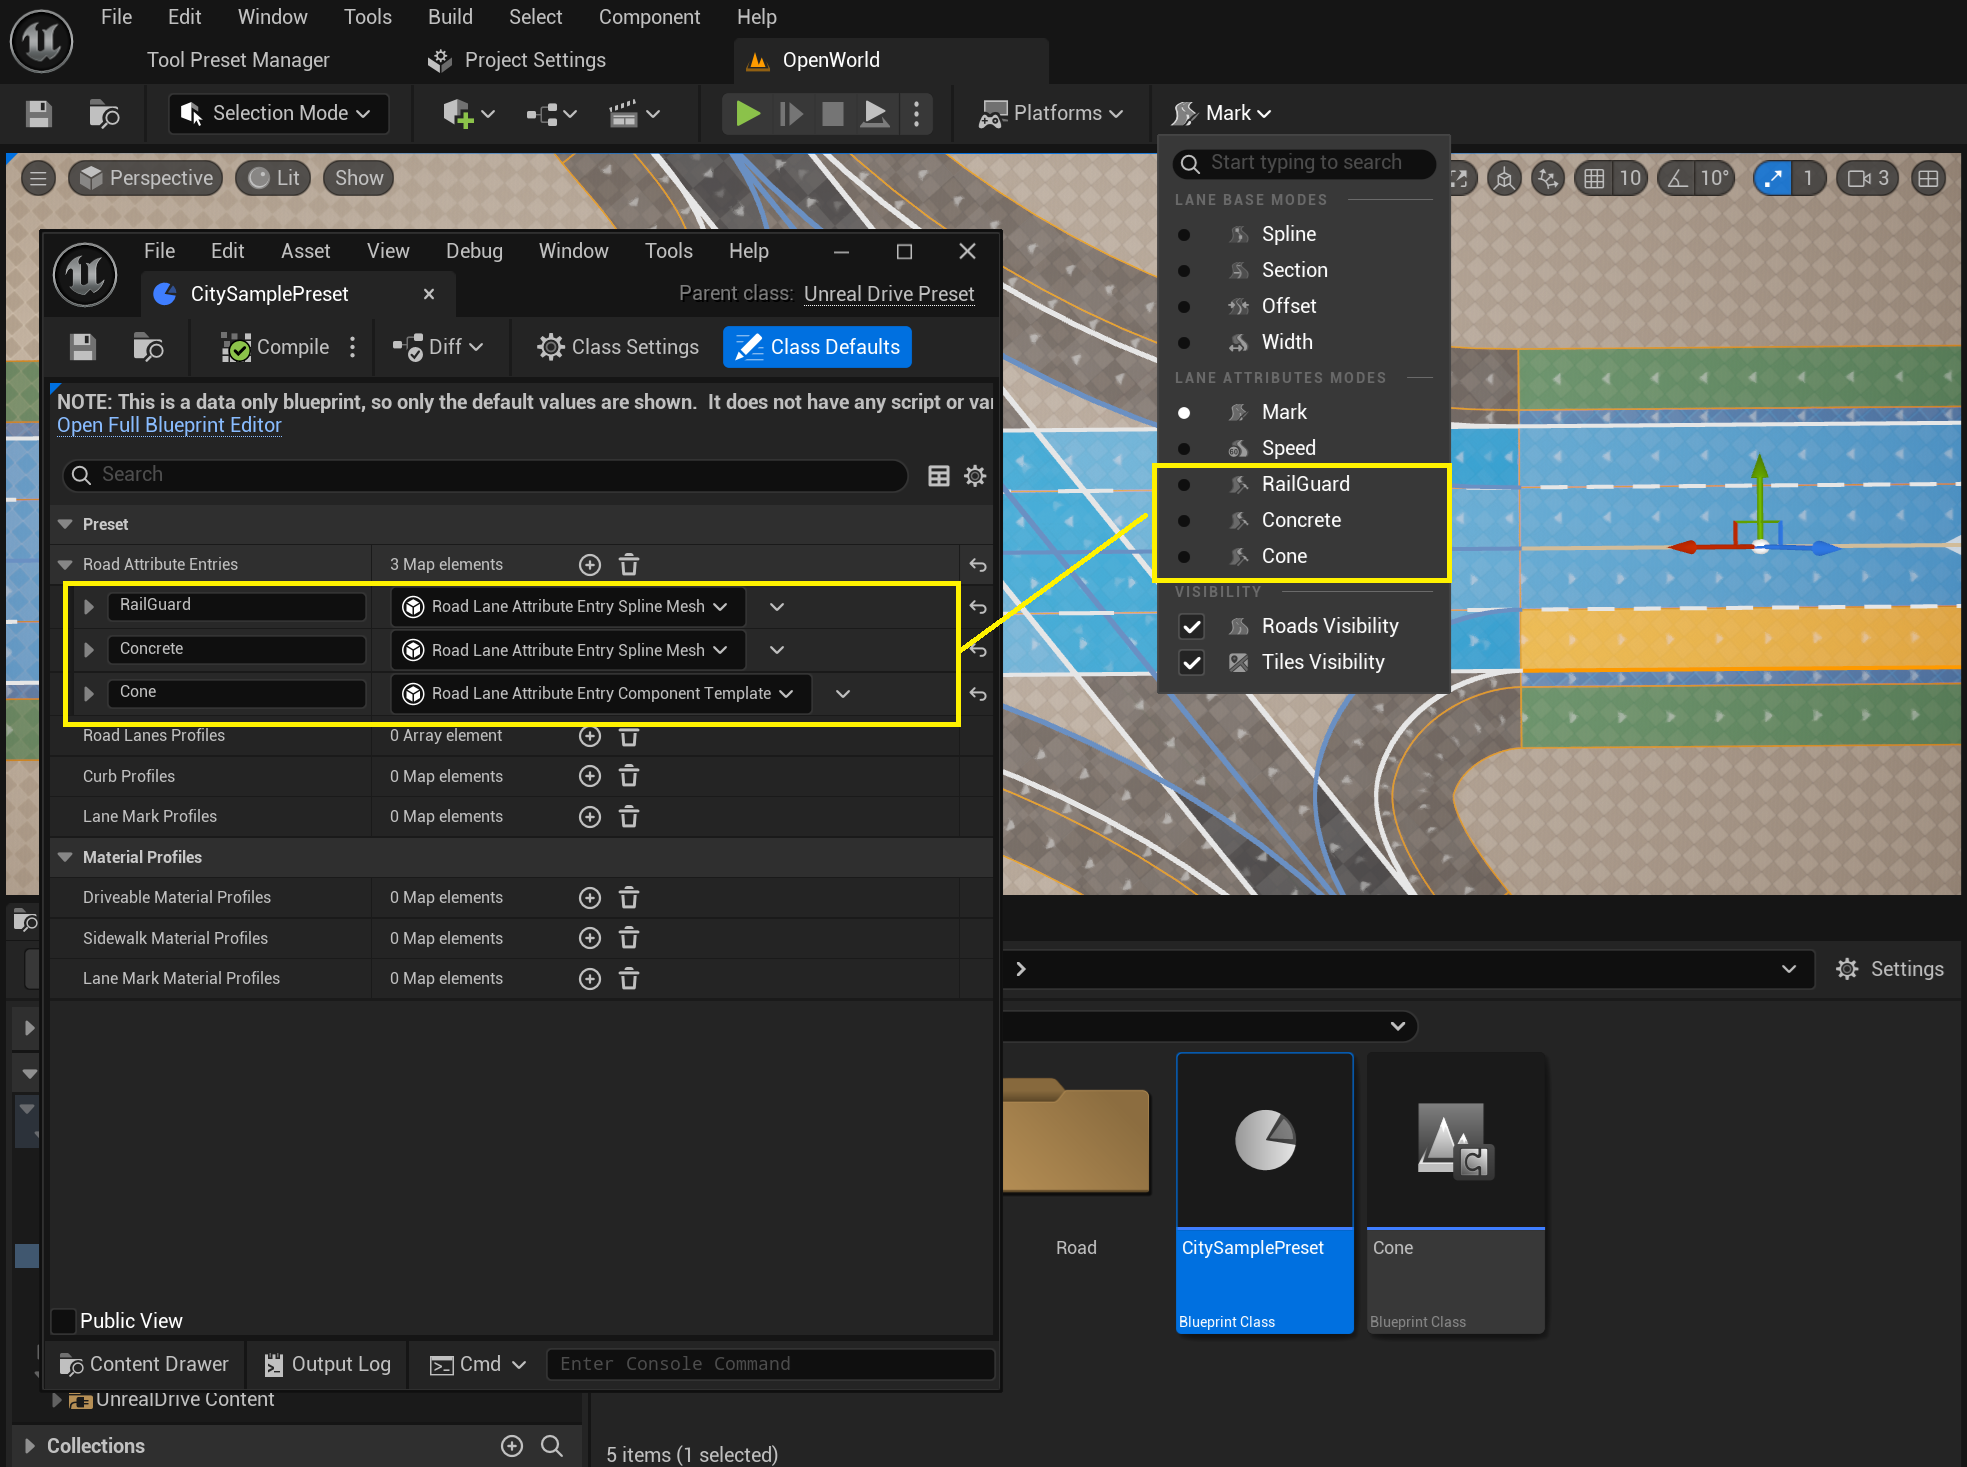 File Edit Window Tools Build Select Component Help
Tool Preset Manager Project Settings OpenWorld
Selection Mode Platforms Mark
Perspective Lit Show 10 10° 1 3
Start typing to search
LANE BASE MODES
Spline
Section
Offset
Width
LANE ATTRIBUTES MODES
Mark
Speed
RailGuard
Concrete
Cone
VISIBILITY
Roads Visibility
Tiles Visibility
File Edit Asset View Debug Window Tools Help
CitySamplePreset Parent class: Unreal Drive Preset
Compile Diff Class Settings Class Defaults
NOTE: This is a data only blueprint, so only the default values are shown. It does not have any script or var
Open Full Blueprint Editor
Search
Preset
Road Attribute Entries 3 Map elements
RailGuard Road Lane Attribute Entry Spline Mesh
Concrete Road Lane Attribute Entry Spline Mesh
Cone Road Lane Attribute Entry Component Template
Road Lanes Profiles 0 Array element
Curb Profiles 0 Map elements
Lane Mark Profiles 0 Map elements
Material Profiles
Driveable Material Profiles 0 Map elements
Sidewalk Material Profiles 0 Map elements
Lane Mark Material Profiles 0 Map elements
Public View
Content Drawer Output Log Cmd Enter Console Command
Settings
Road
CitySamplePreset
Blueprint Class
Cone
Blueprint Class
UnrealDrive Content
Collections
5 items (1 selected)